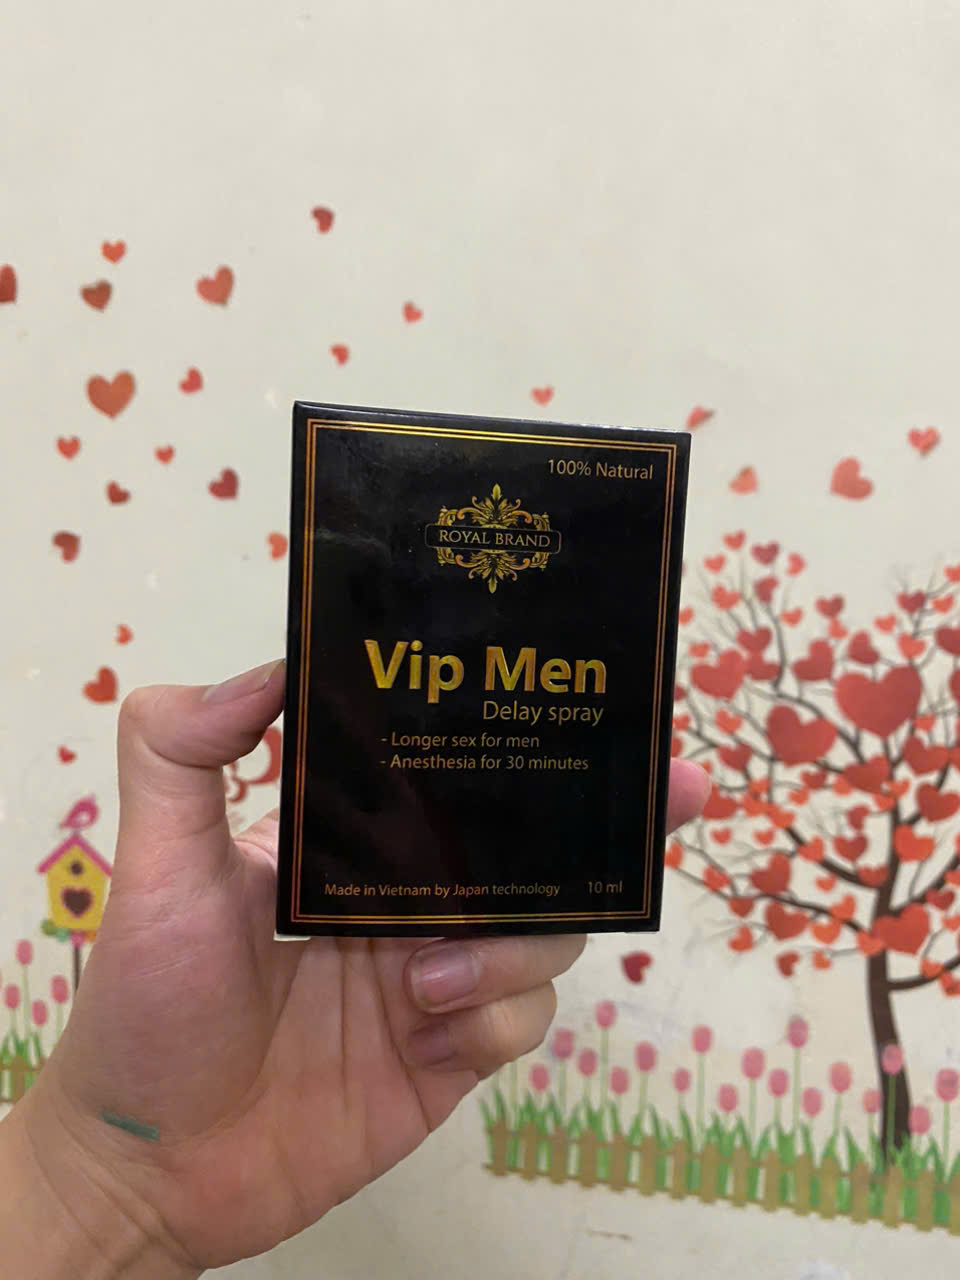 100% Natural
ROYAL BRAND
Vip Men
Delay spray
- Longer sex for men
- Anesthesia for 30 minutes
Made in Vietnam by Japan technology 10 ml